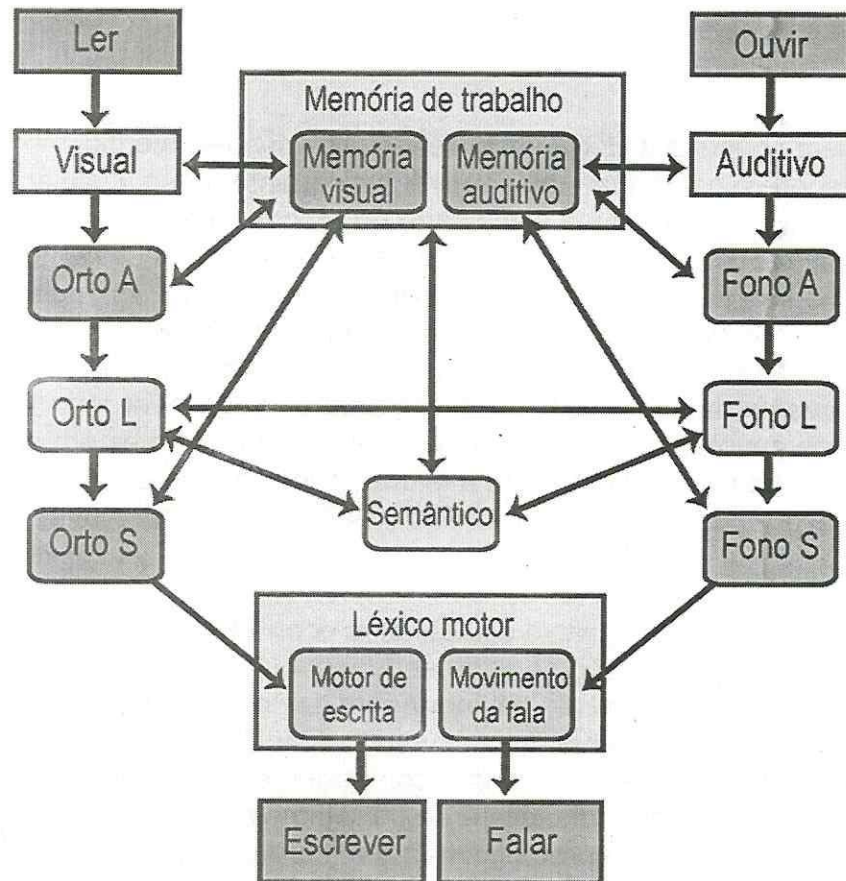 Ler
Ouvir
Memória de trabalho
Visual
Memória
visual
Memória
auditivo
Auditivo
Orto A
Fono A
Orto L
Fono L
Semântico
Orto S
Fono S
Léxico motor
Motor de
escrita
Movimento
da fala
Escrever
Falar